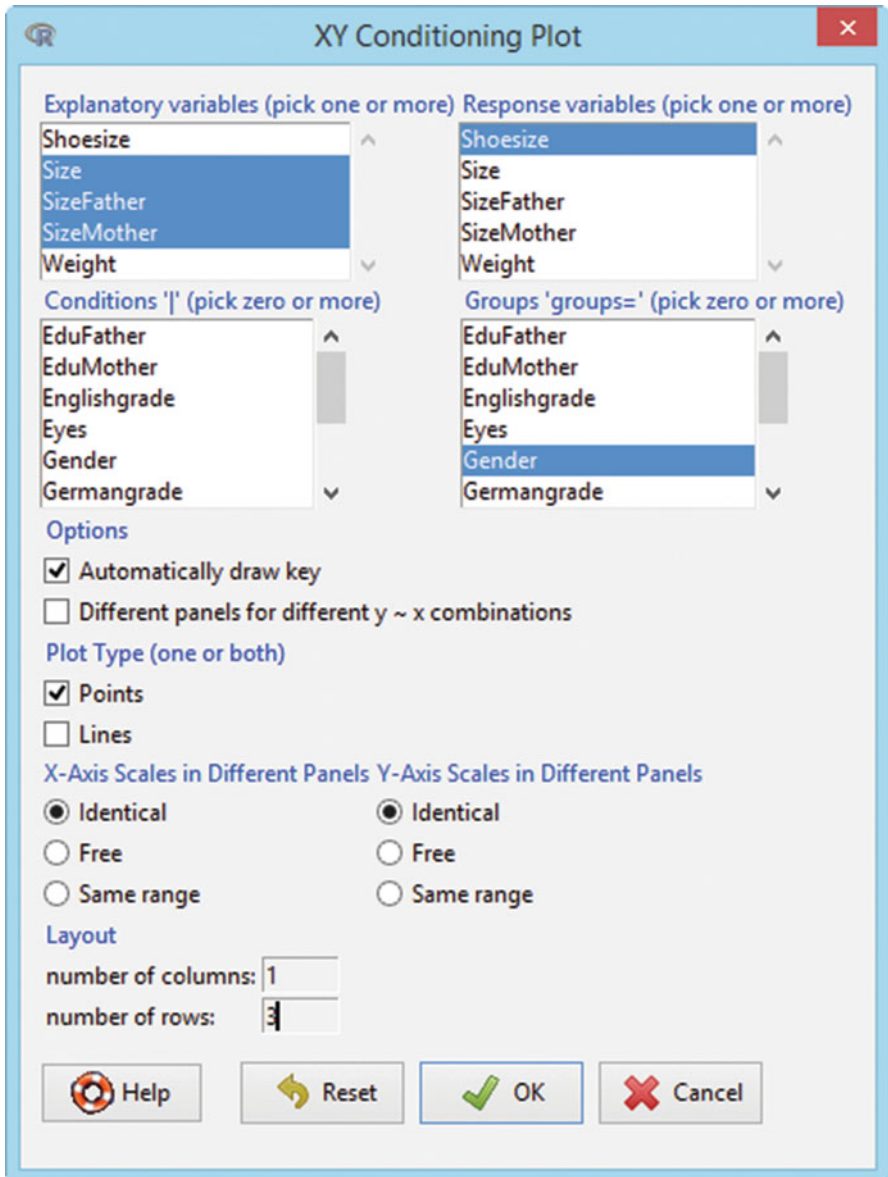 XY Conditioning Plot
Explanatory variables (pick one or more) Response variables (pick one or more)
Shoesize Shoesize
Size Size
SizeFather SizeFather
SizeMother SizeMother
Weight Weight
Conditions '|' (pick zero or more) Groups 'groups=' (pick zero or more)
EduFather EduFather
EduMother EduMother
Englishgrade Englishgrade
Eyes Eyes
Gender Gender
Germangrade Germangrade
Options
Automatically draw key
Different panels for different y ~ x combinations
Plot Type (one or both)
Points
Lines
X-Axis Scales in Different Panels Y-Axis Scales in Different Panels
Identical Identical
Free Free
Same range Same range
Layout
number of columns: 1
number of rows: 3
Help Reset OK Cancel